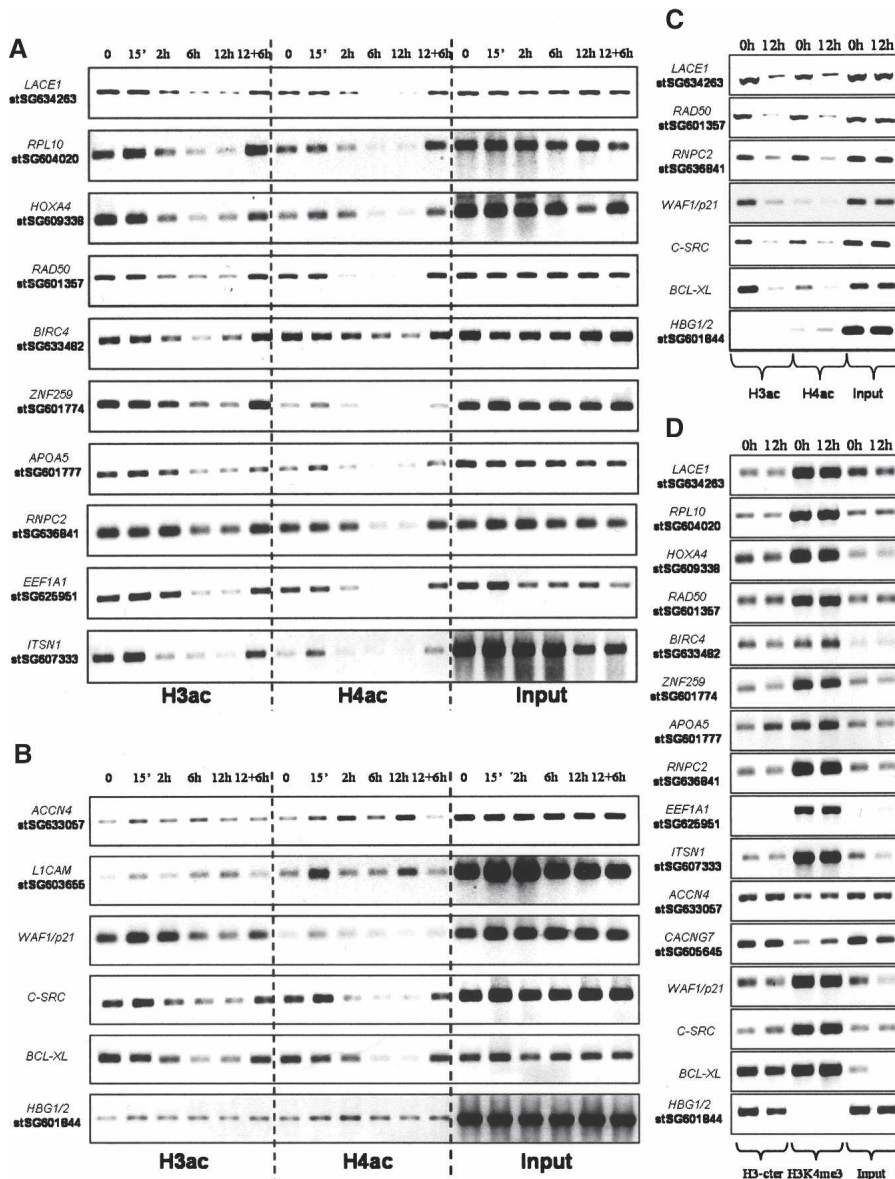 A
0 15' 2h 6h 12h 12+6h 0 15' 2h 6h 12h 12+6h 0 15' 2h 6h 12h 12+6h
LACE1
stSG634263
RPL10
stSG604020
HOXA4
stSG609338
RAD50
stSG601357
BIRC4
stSG633482
ZNF259
stSG601774
APOA5
stSG601777
RNPC2
stSG636841
EEF1A1
stSG625951
ITSN1
stSG607333
H3ac H4ac Input
B
0 15' 2h 6h 12h 12+6h 0 15' 2h 6h 12h 12+6h 0 15' 2h 6h 12h 12+6h
ACCN4
stSG633057
L1CAM
stSG603655
WAF1/p21
C-SRC
BCL-XL
HBG1/2
stSG601844
H3ac H4ac Input
C
0h 12h 0h 12h 0h 12h
LACE1
stSG634263
RAD50
stSG601357
RNPC2
stSG636841
WAF1/p21
C-SRC
BCL-XL
HBG1/2
stSG601844
H3ac H4ac Input
D
0h 12h 0h 12h 0h 12h
LACE1
stSG634263
RPL10
stSG604020
HOXA4
stSG609338
RAD50
stSG601357
BIRC4
stSG633482
ZNF259
stSG601774
APOA5
stSG601777
RNPC2
stSG636841
EEF1A1
stSG625951
ITSN1
stSG607333
ACCN4
stSG633057
CACNG7
stSG605645
WAF1/p21
C-SRC
BCL-XL
HBG1/2
stSG601844
H3-cter H3K4me3 Input